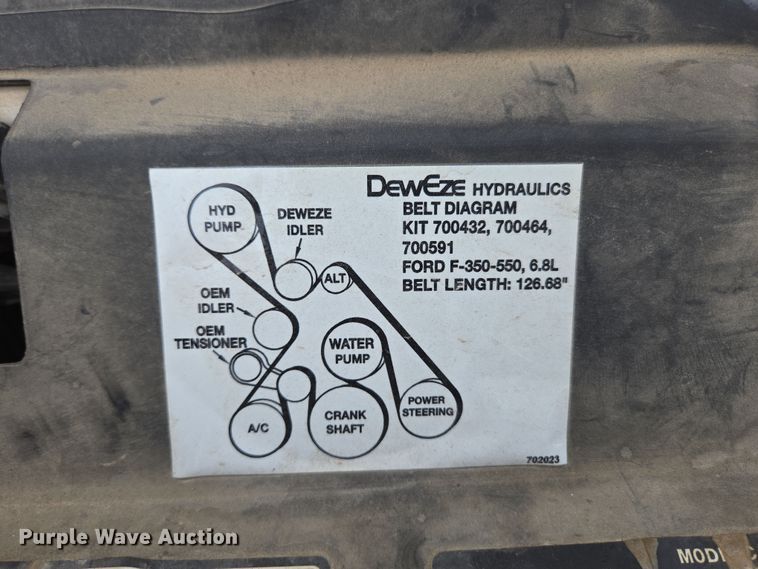 DewEze HYDRAULICS
BELT DIAGRAM
KIT 700432, 700464,
700591
FORD F-350-550, 6.8L
BELT LENGTH: 126.68"
HYD
PUMP
DEWEZE
IDLER
ALT
OEM
IDLER
OEM
TENSIONER
WATER
PUMP
A/C
CRANK
SHAFT
POWER
STEERING
702023
Purple Wave Auction